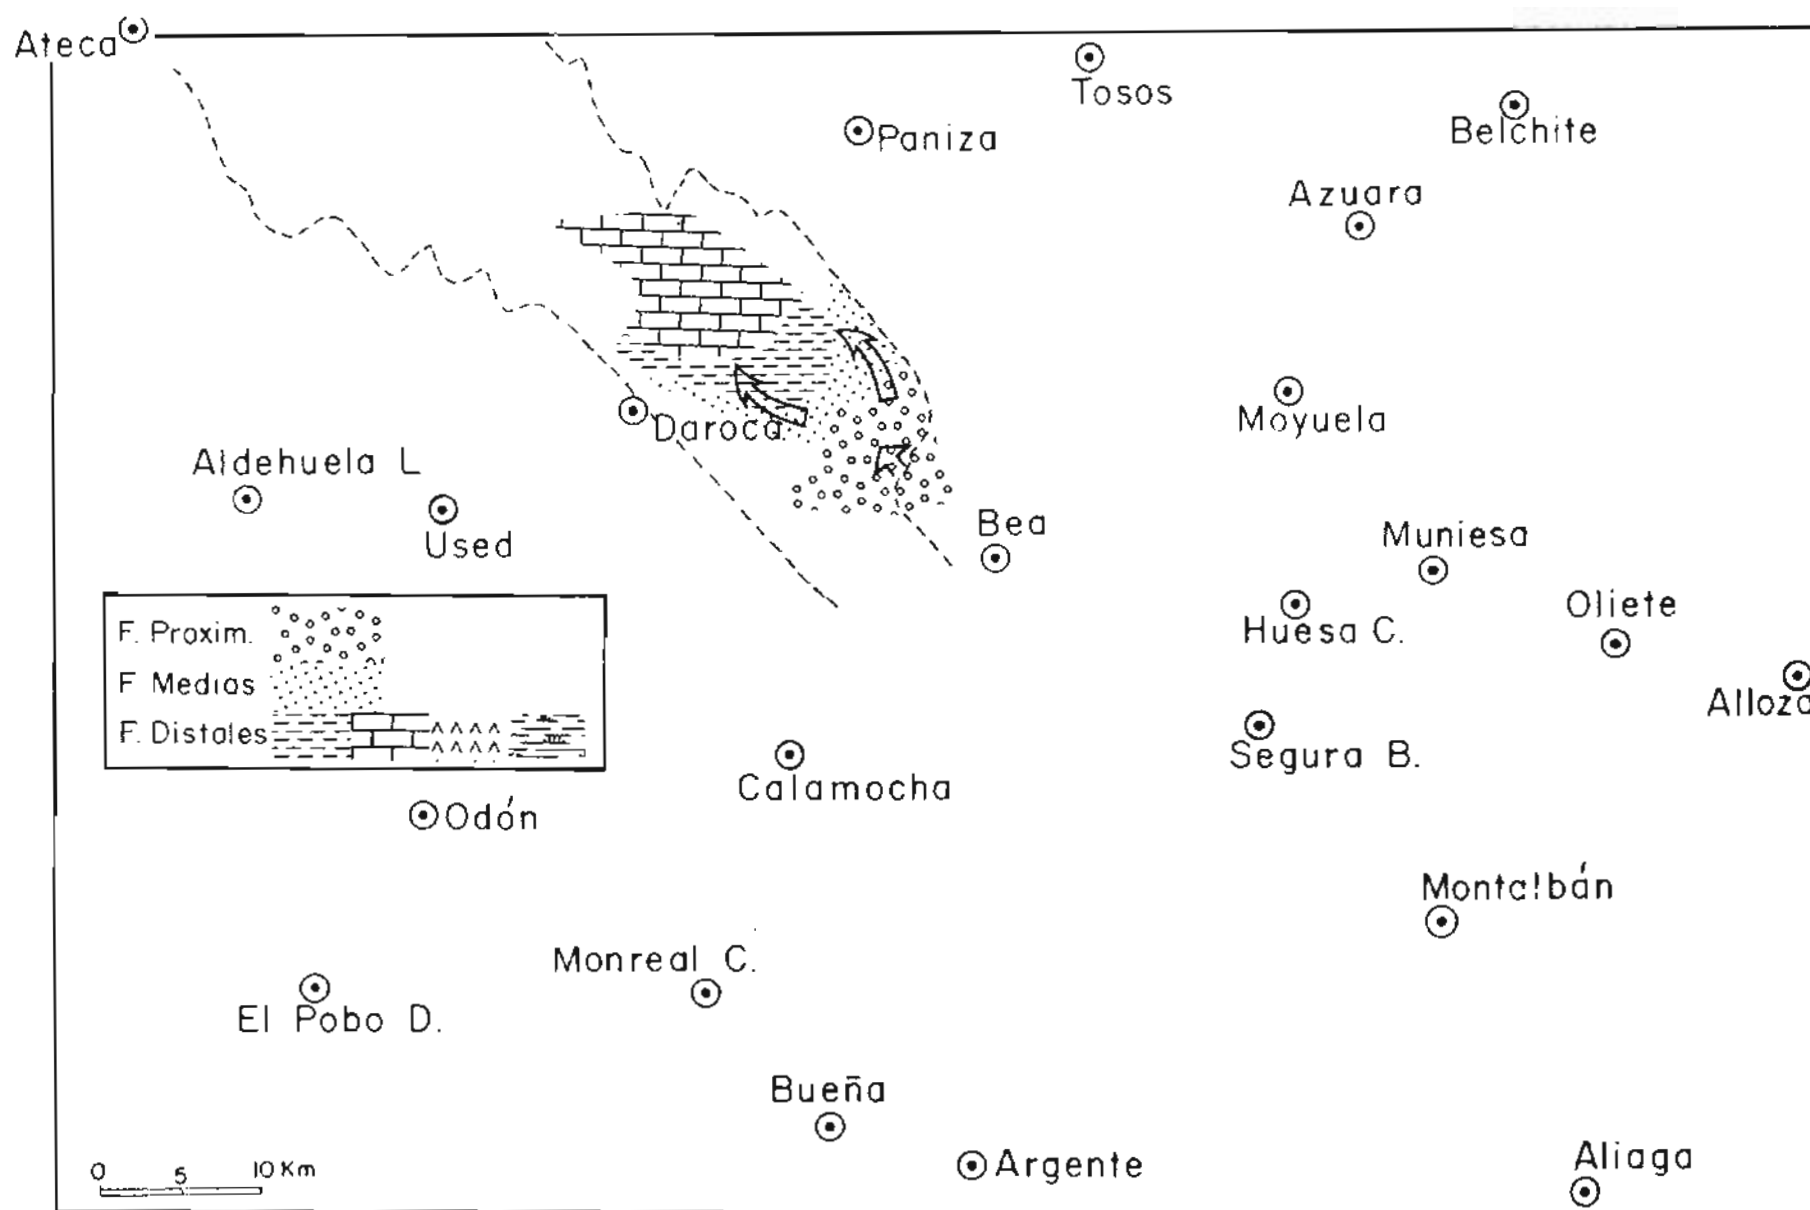 Ateca
Tosos
Belchite
Paniza
Azuara
Moyuela
Daroca
Aldehuela L
Used
Bea
Muniesa
Oliete
Huesa C.
Alloza
F. Proxim.
F. Medias
F. Distales
Segura B.
Calamocha
Odón
Montalbán
Monreal C.
El Pobo D.
Bueña
Argente
Aliaga
0 5 10 Km